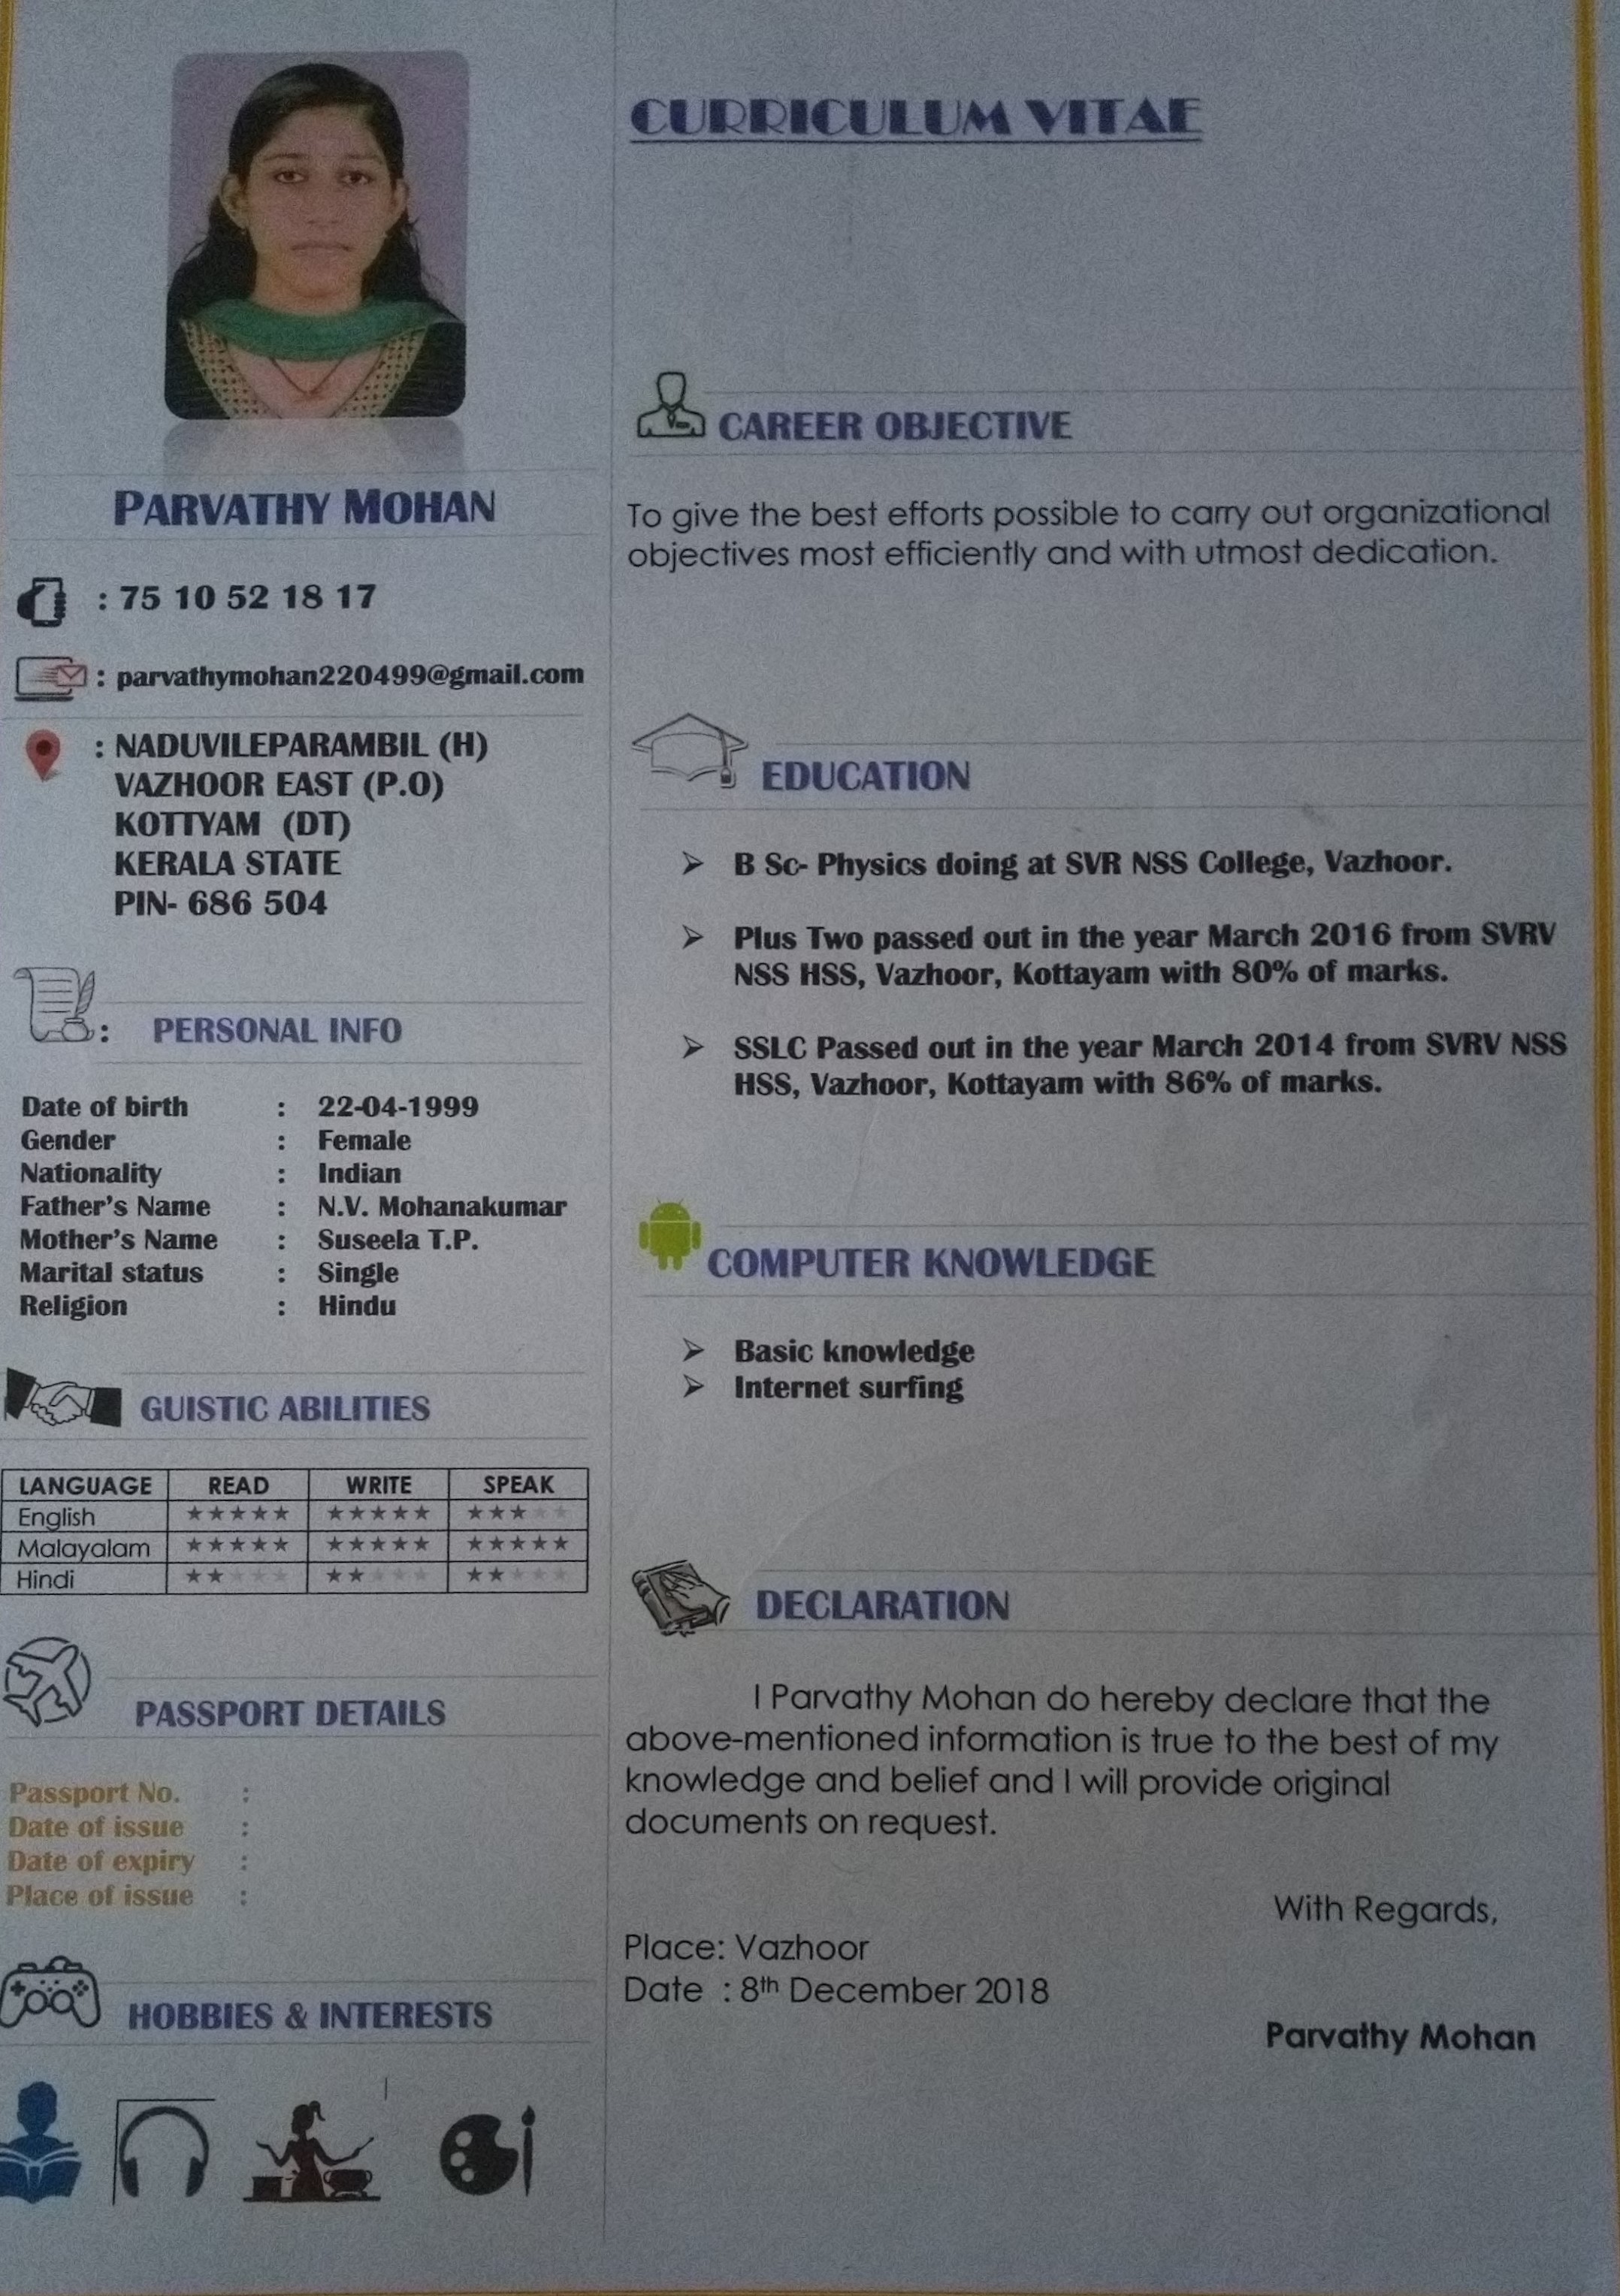 CURRICULUM VITAE
PARVATHY MOHAN
: 75 10 52 18 17
: parvathymohan220499@gmail.com
: NADUVILEPARAMBIL (H)
VAZHOOR EAST (P.O)
KOTTYAM (DT)
KERALA STATE
PIN- 686 504
: PERSONAL INFO
Date of birth : 22-04-1999
Gender : Female
Nationality : Indian
Father's Name : N.V. Mohanakumar
Mother's Name : Suseela T.P.
Marital status : Single
Religion : Hindu
GUISTIC ABILITIES
LANGUAGE READ WRITE SPEAK
English ★★★★★ ★★★★★ ★★★★★
Malayalam ★★★★★ ★★★★★ ★★★★★
Hindi ★★★★★ ★★★★★ ★★★★★
PASSPORT DETAILS
Passport No. :
Date of issue :
Date of expiry :
Place of issue :
HOBBIES & INTERESTS
CAREER OBJECTIVE
To give the best efforts possible to carry out organizational
objectives most efficiently and with utmost dedication.
EDUCATION
➢ B Sc- Physics doing at SVR NSS College, Vazhoor.
➢ Plus Two passed out in the year March 2016 from SVRV
NSS HSS, Vazhoor, Kottayam with 80% of marks.
➢ SSLC Passed out in the year March 2014 from SVRV NSS
HSS, Vazhoor, Kottayam with 86% of marks.
COMPUTER KNOWLEDGE
➢ Basic knowledge
➢ Internet surfing
DECLARATION
I Parvathy Mohan do hereby declare that the
above-mentioned information is true to the best of my
knowledge and belief and I will provide original
documents on request.
With Regards,
Place: Vazhoor
Date : 8th December 2018
Parvathy Mohan